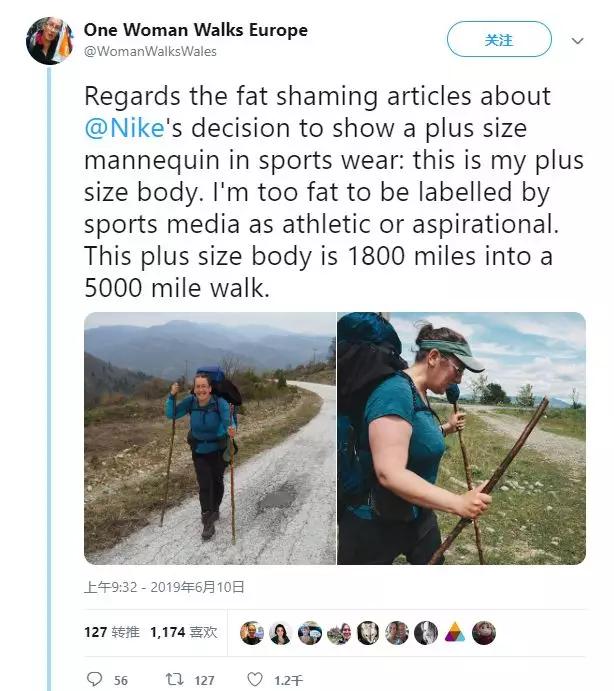 One Woman Walks Europe
@WomanWalksWales
关注
Regards the fat shaming articles about
@Nike's decision to show a plus size
mannequin in sports wear: this is my plus
size body. I'm too fat to be labelled by
sports media as athletic or aspirational.
This plus size body is 1800 miles into a
5000 mile walk.
上午9:32 - 2019年6月10日
127 转推 1,174 喜欢
56 127 1.2千